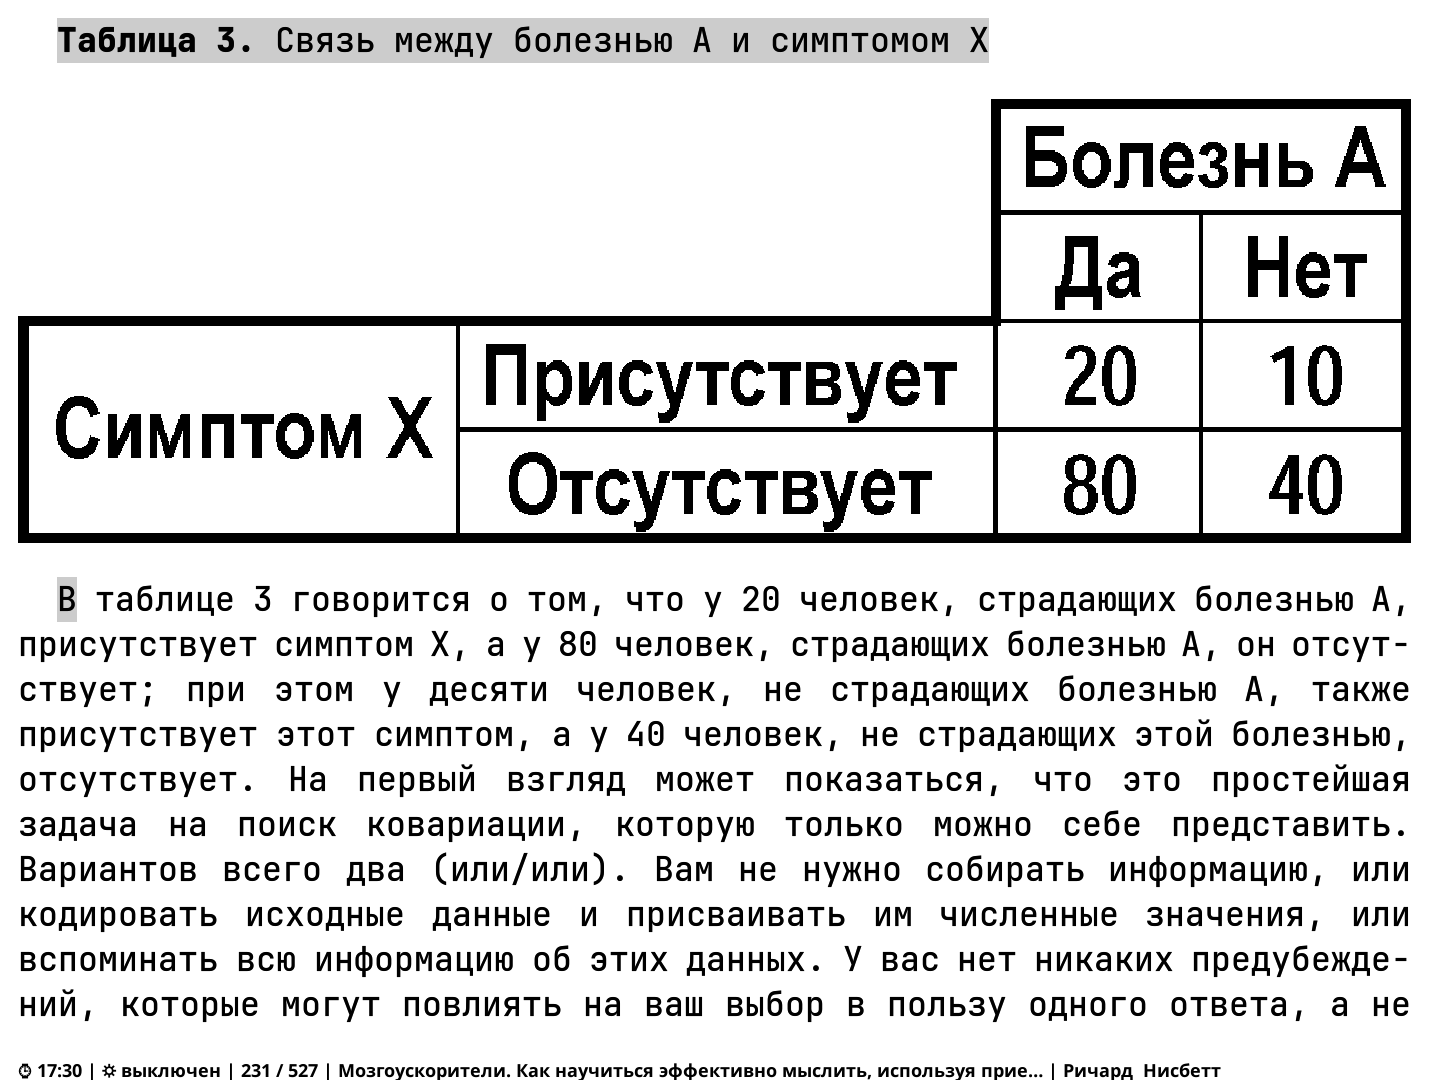 Таблица 3. Связь между болезнью А и симптомом X
Болезнь А
Да Нет
Симптом X Присутствует 20 10
Отсутствует 80 40
В таблице 3 говорится о том, что у 20 человек, страдающих болезнью А,
присутствует симптом X, а у 80 человек, страдающих болезнью А, он отсут-
ствует; при этом у десяти человек, не страдающих болезнью А, также
присутствует этот симптом, а у 40 человек, не страдающих этой болезнью,
отсутствует. На первый взгляд может показаться, что это простейшая
задача на поиск ковариации, которую только можно себе представить.
Вариантов всего два (или/или). Вам не нужно собирать информацию, или
кодировать исходные данные и присваивать им численные значения, или
вспоминать всю информацию об этих данных. У вас нет никаких предубежде-
ний, которые могут повлиять на ваш выбор в пользу одного ответа, а не
17:30 | выключен | 231 / 527 | Мозгоускорители. Как научиться эффективно мыслить, используя прие… | Ричард Нисбетт